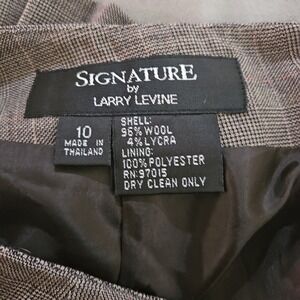 SIGNATURE
by
LARRY LEVINE
10
MADE IN
THAILAND
SHELL:
96% WOOL
4% LYCRA
LINING:
100% POLYESTER
RN: 97015
DRY CLEAN ONLY